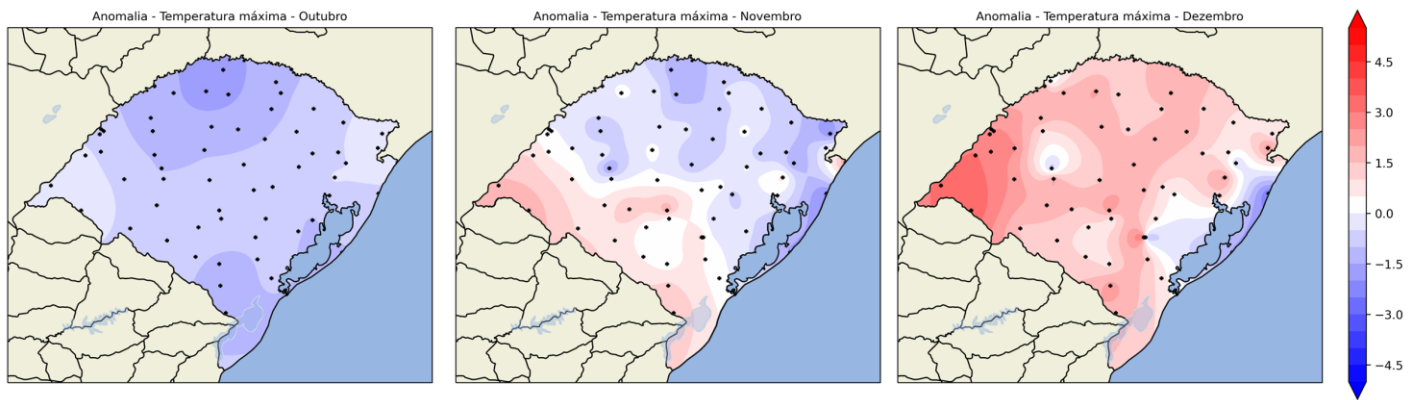 Anomalia - Temperatura máxima - Outubro
Anomalia - Temperatura máxima - Novembro
Anomalia - Temperatura máxima - Dezembro
4.5
3.0
1.5
0.0
−1.5
−3.0
−4.5